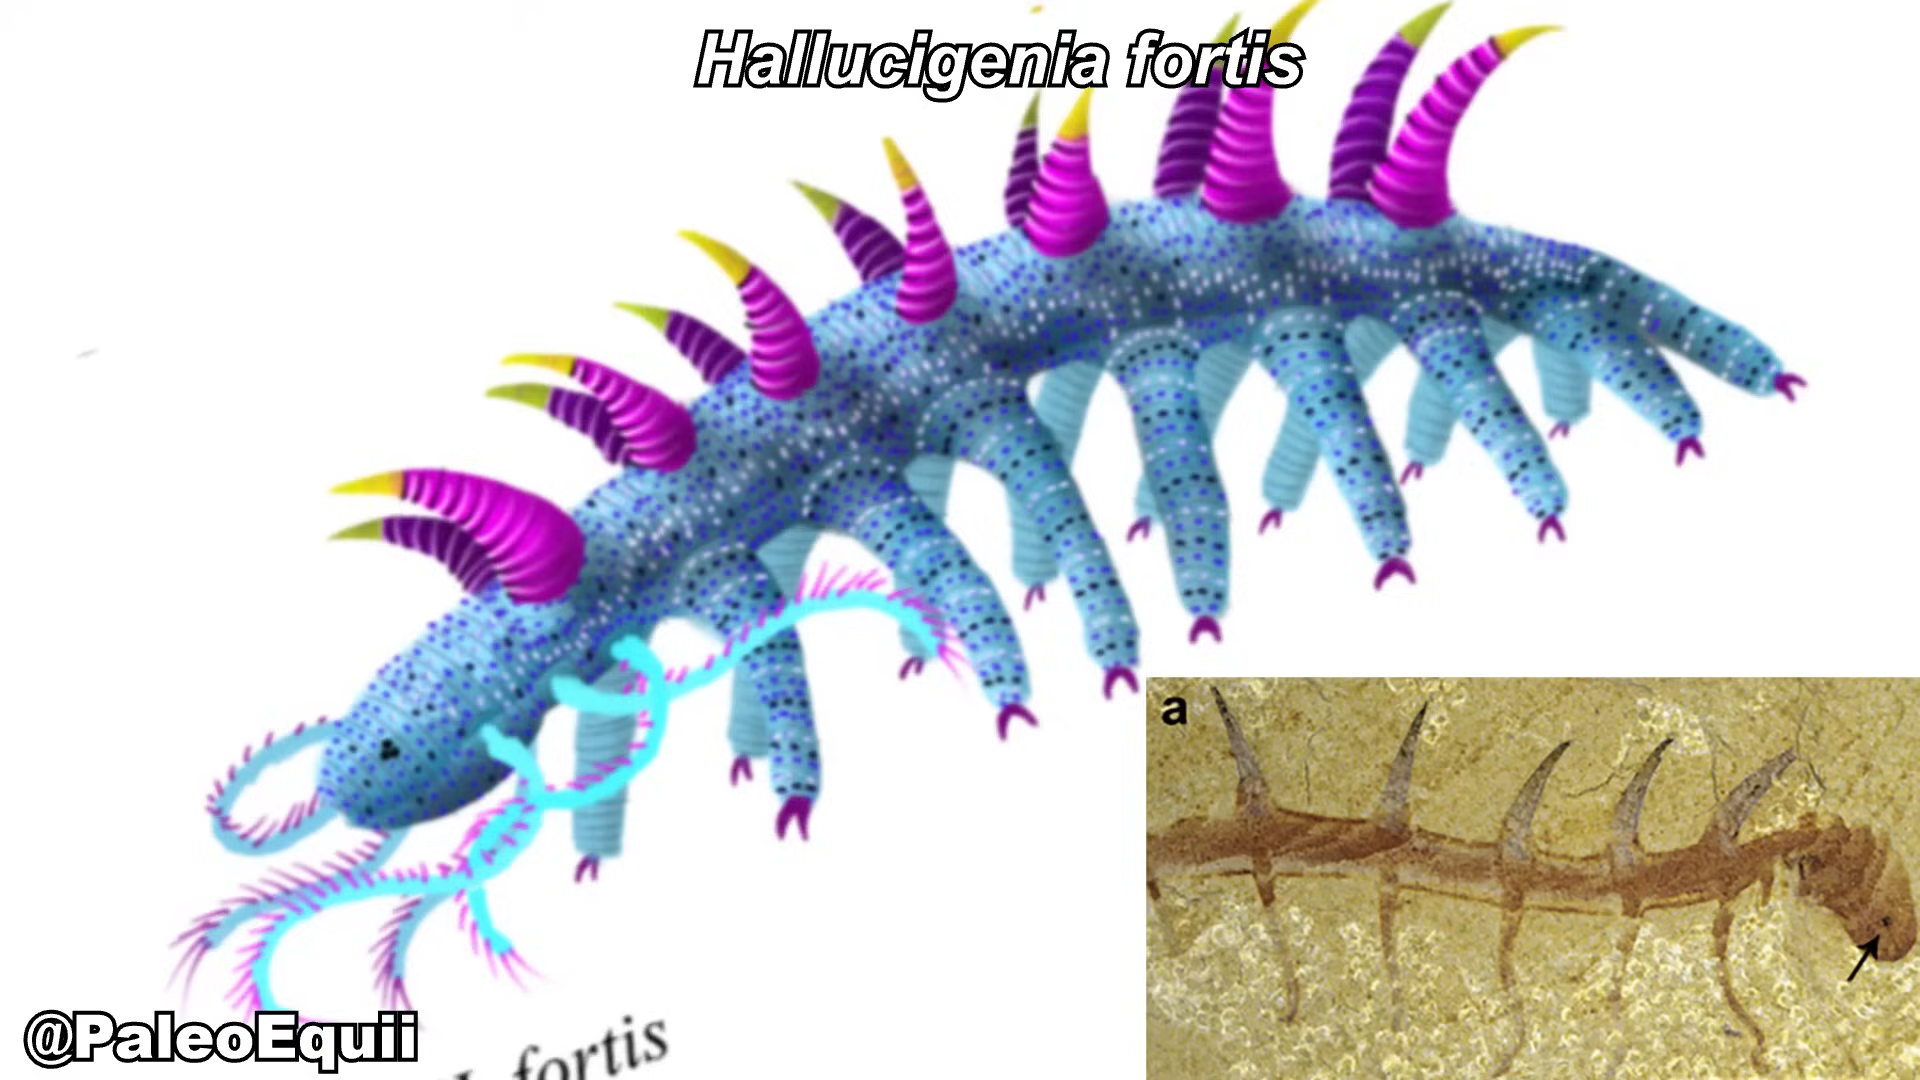 Hallucigenia fortis
a
@PaleoEquii
fortis